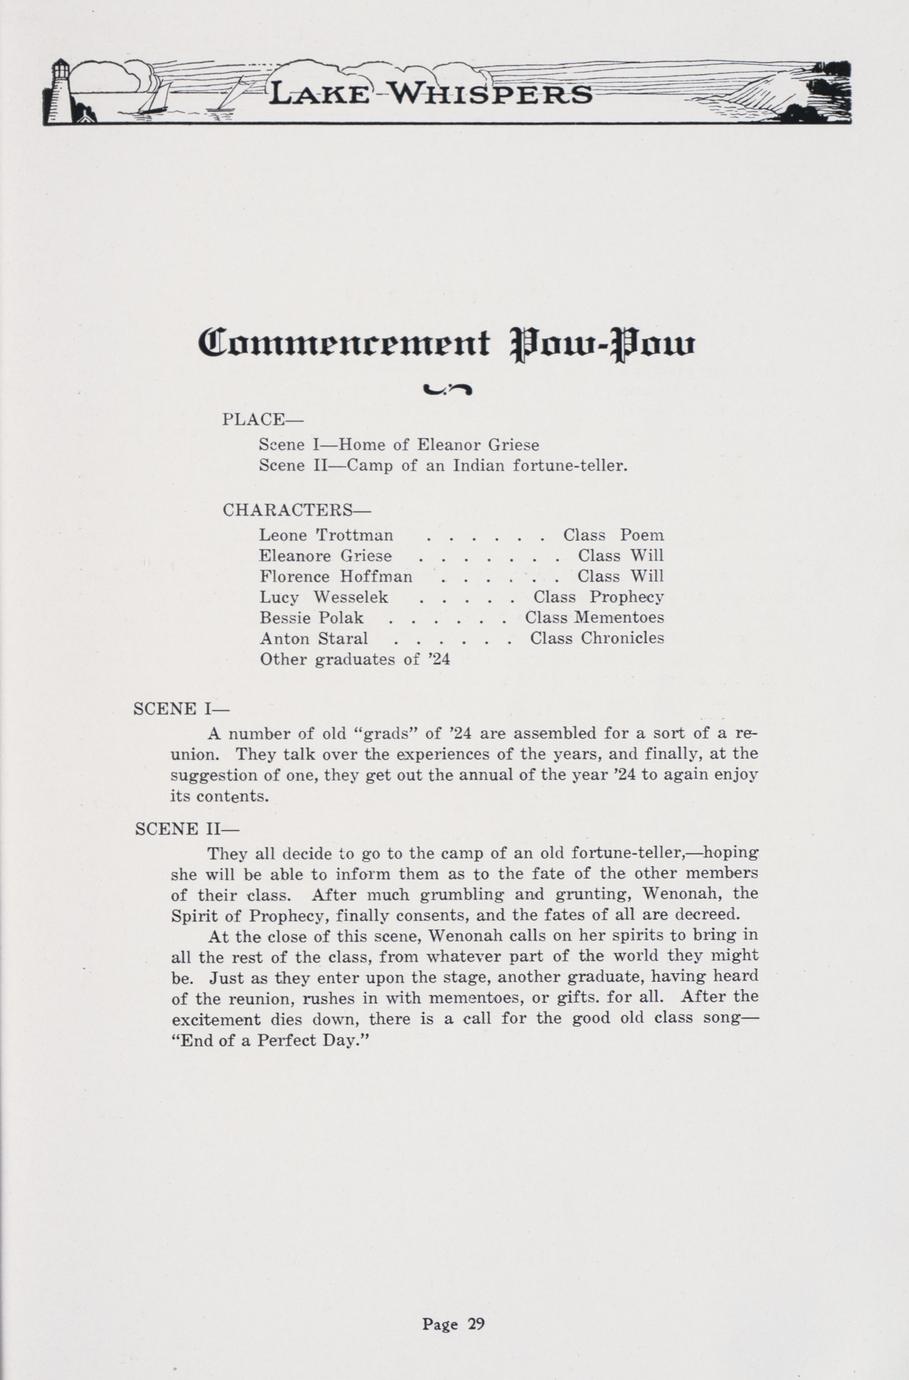 LAKE WHISPERS
Commencement Pow-Pow
PLACE—
Scene I—Home of Eleanor Griese
Scene II—Camp of an Indian fortune-teller.
CHARACTERS—
Leone Trottman . . . . . . Class Poem
Eleanore Griese . . . . . . . Class Will
Florence Hoffman . . . . . . Class Will
Lucy Wesselek . . . . . Class Prophecy
Bessie Polak . . . . . . Class Mementoes
Anton Staral . . . . . . Class Chronicles
Other graduates of ’24
SCENE I—
A number of old “grads” of ’24 are assembled for a sort of a re-
union. They talk over the experiences of the years, and finally, at the
suggestion of one, they get out the annual of the year ’24 to again enjoy
its contents.
SCENE II—
They all decide to go to the camp of an old fortune-teller,—hoping
she will be able to inform them as to the fate of the other members
of their class. After much grumbling and grunting, Wenonah, the
Spirit of Prophecy, finally consents, and the fates of all are decreed.
At the close of this scene, Wenonah calls on her spirits to bring in
all the rest of the class, from whatever part of the world they might
be. Just as they enter upon the stage, another graduate, having heard
of the reunion, rushes in with mementoes, or gifts. for all. After the
excitement dies down, there is a call for the good old class song—
“End of a Perfect Day.”
Page 29